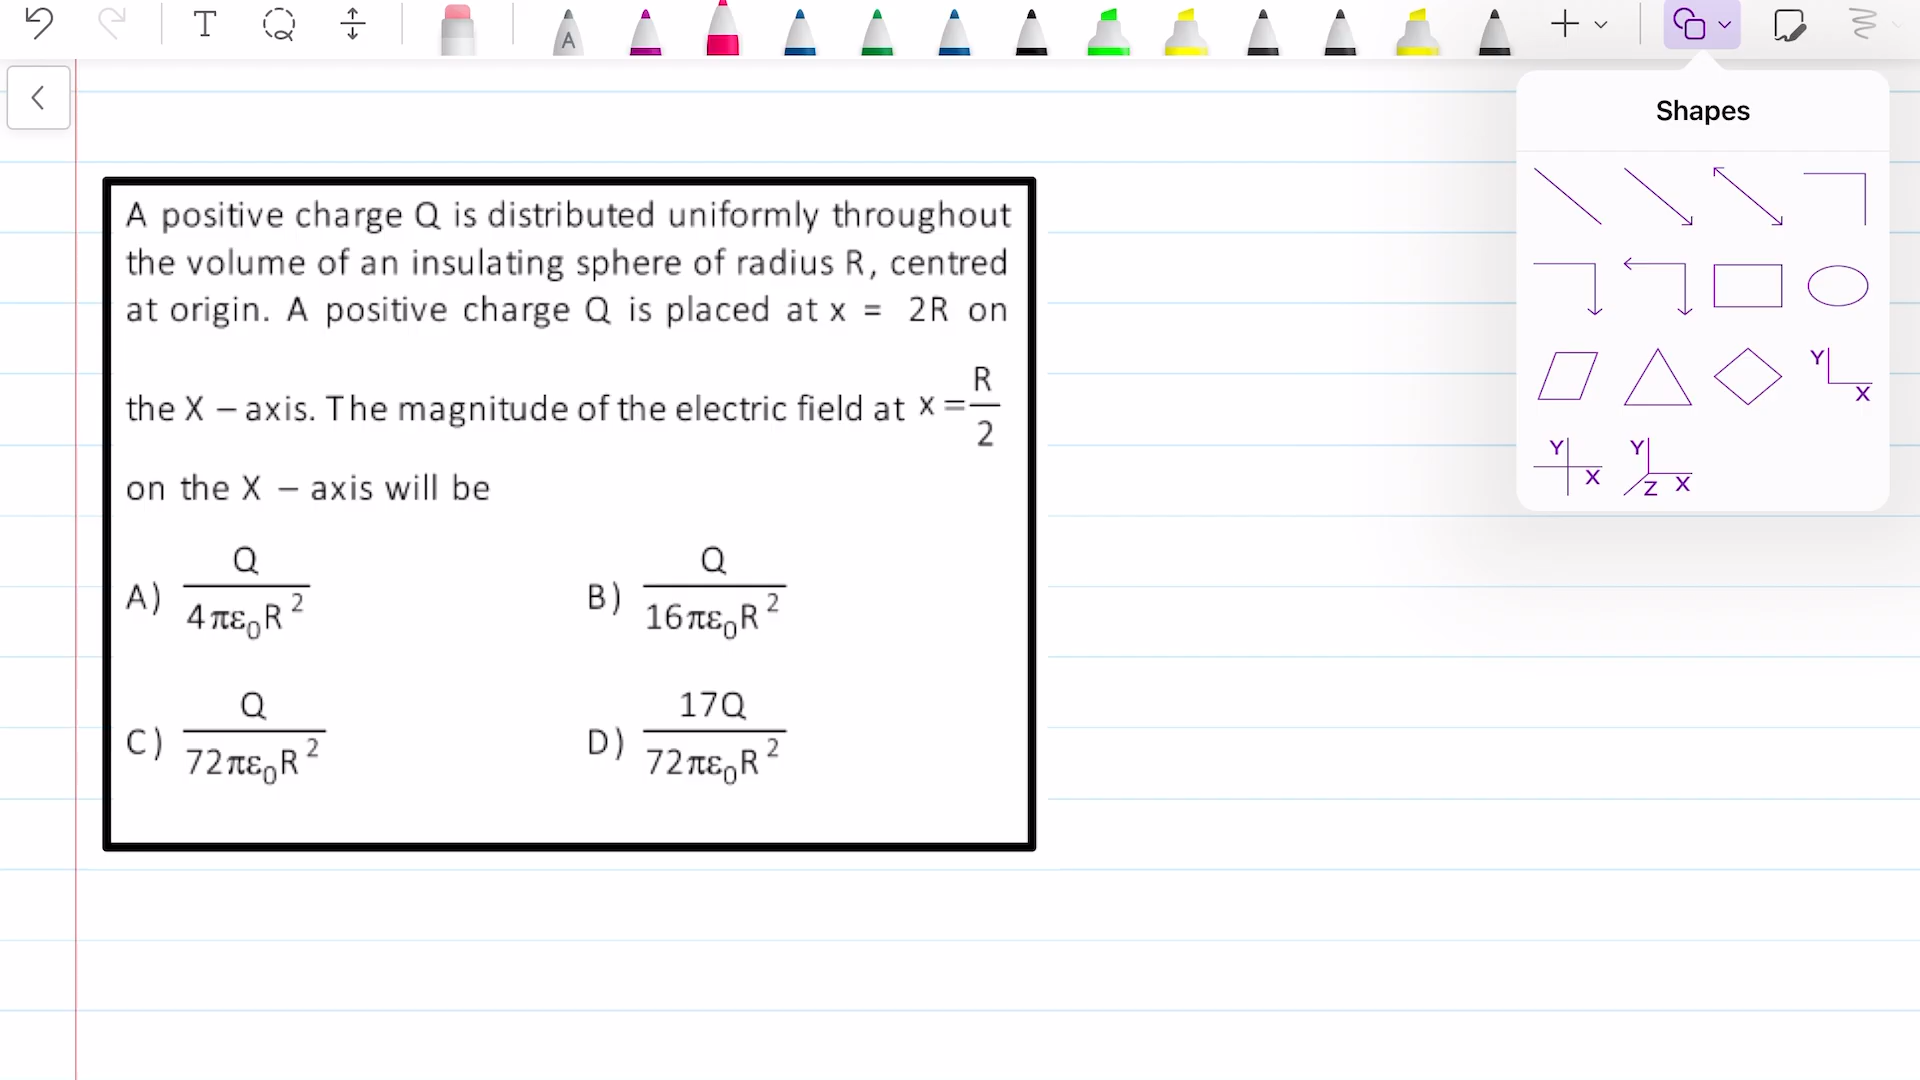 T
A
Shapes
A positive charge Q is distributed uniformly throughout
the volume of an insulating sphere of radius R, centred
at origin. A positive charge Q is placed at x = 2R on
the X – axis. The magnitude of the electric field at x = R/2
on the X – axis will be
A) Q/4πε₀R² B) Q/16πε₀R²
C) Q/72πε₀R² D) 17Q/72πε₀R²
Y X
Y X
Y Z X